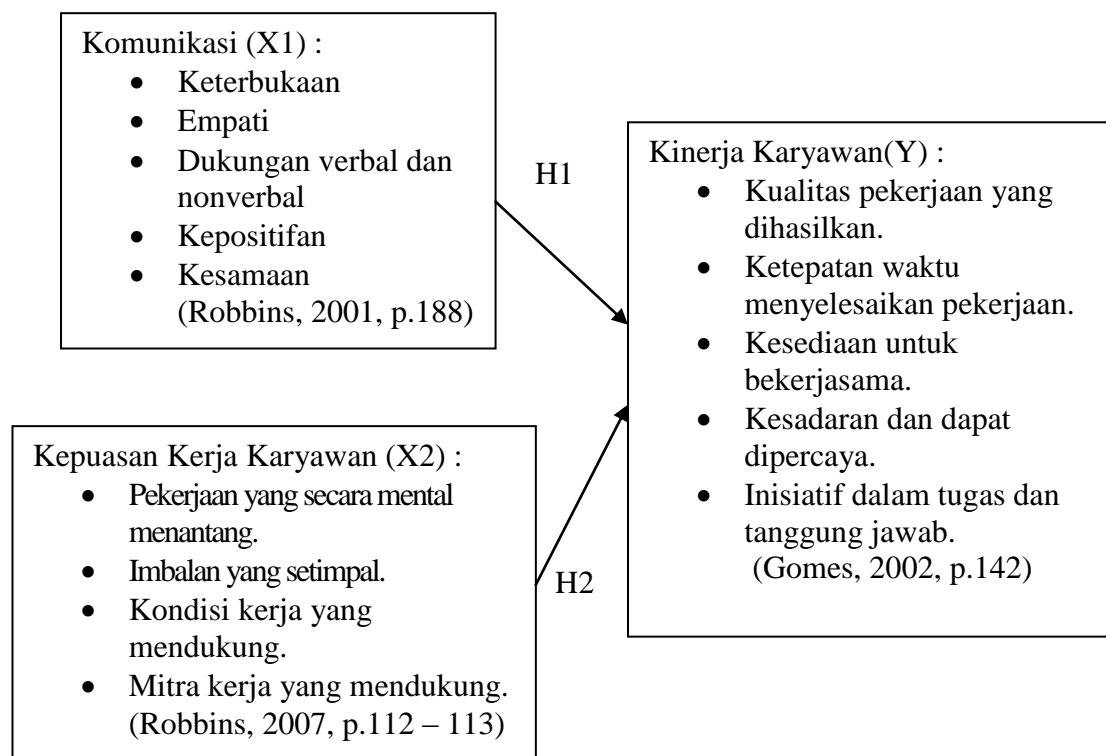 Komunikasi (X1) :
• Keterbukaan
• Empati
• Dukungan verbal dan
nonverbal
• Kepositifan
• Kesamaan
(Robbins, 2001, p.188)
H1
Kinerja Karyawan(Y) :
• Kualitas pekerjaan yang
dihasilkan.
• Ketepatan waktu
menyelesaikan pekerjaan.
• Kesediaan untuk
bekerjasama.
• Kesadaran dan dapat
dipercaya.
• Inisiatif dalam tugas dan
tanggung jawab.
(Gomes, 2002, p.142)
Kepuasan Kerja Karyawan (X2) :
• Pekerjaan yang secara mental
menantang.
• Imbalan yang setimpal.
• Kondisi kerja yang
mendukung.
• Mitra kerja yang mendukung.
(Robbins, 2007, p.112 – 113)
H2